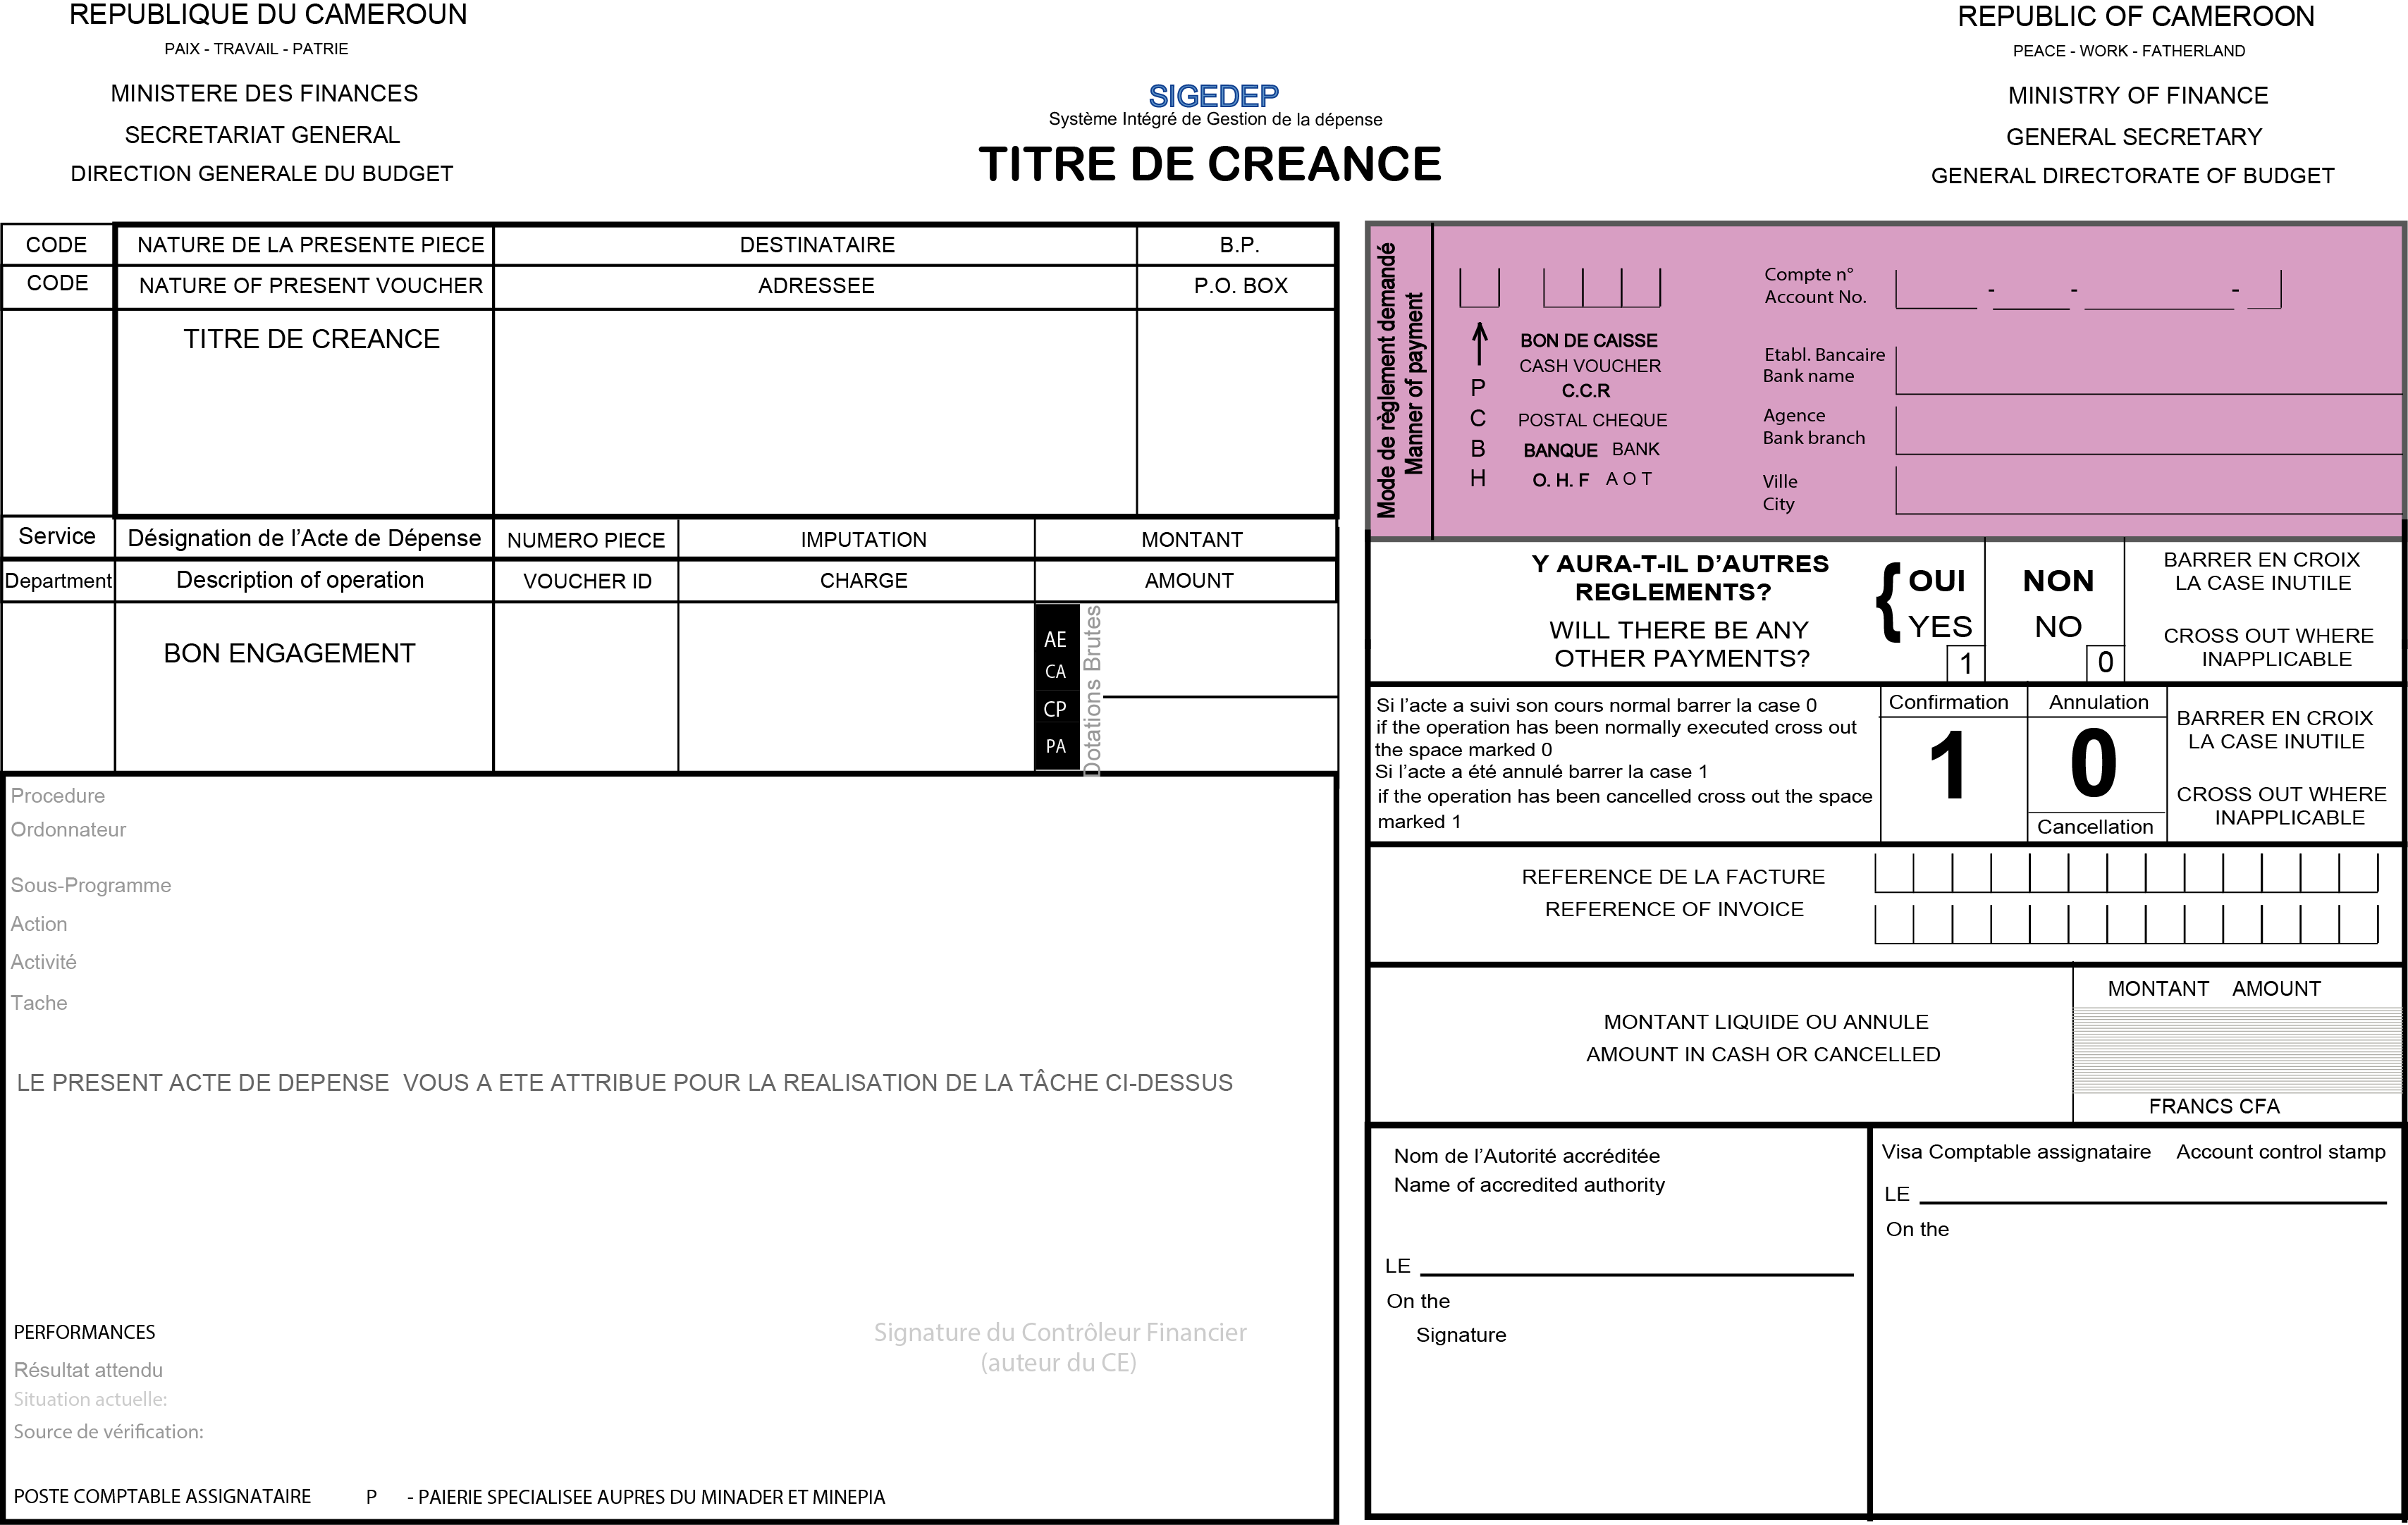 REPUBLIQUE DU CAMEROUN
PAIX - TRAVAIL - PATRIE
MINISTERE DES FINANCES
SECRETARIAT GENERAL
DIRECTION GENERALE DU BUDGET
SIGEDEP
Système Intégré de Gestion de la dépense
TITRE DE CREANCE
REPUBLIC OF CAMEROON
PEACE - WORK - FATHERLAND
MINISTRY OF FINANCE
GENERAL SECRETARY
GENERAL DIRECTORATE OF BUDGET
CODE NATURE DE LA PRESENTE PIECE DESTINATAIRE B.P.
CODE NATURE OF PRESENT VOUCHER ADRESSEE P.O. BOX
TITRE DE CREANCE
Service Désignation de l'Acte de Dépense NUMERO PIECE IMPUTATION MONTANT
Department Description of operation VOUCHER ID CHARGE AMOUNT
BON ENGAGEMENT
AE
CA
CP
PA
Dotations Brutes
Procedure
Ordonnateur
Sous-Programme
Action
Activité
Tache
LE PRESENT ACTE DE DEPENSE VOUS A ETE ATTRIBUE POUR LA REALISATION DE LA TÂCHE CI-DESSUS
PERFORMANCES
Résultat attendu
Situation actuelle:
Source de vérification:
Signature du Contrôleur Financier
(auteur du CE)
POSTE COMPTABLE ASSIGNATAIRE P - PAIERIE SPECIALISEE AUPRES DU MINADER ET MINEPIA
Mode de règlement demandé
Manner of payment
BON DE CAISSE
CASH VOUCHER
P C.C.R
C POSTAL CHEQUE
B BANQUE BANK
H O. H. F A O T
Compte n°
Account No. - - -
Etabl. Bancaire
Bank name
Agence
Bank branch
Ville
City
Y AURA-T-IL D'AUTRES
REGLEMENTS?
WILL THERE BE ANY
OTHER PAYMENTS?
{ OUI
YES
1
NON
NO
0
BARRER EN CROIX
LA CASE INUTILE
CROSS OUT WHERE
INAPPLICABLE
Si l'acte a suivi son cours normal barrer la case 0
if the operation has been normally executed cross out
the space marked 0
Si l'acte a été annulé barrer la case 1
if the operation has been cancelled cross out the space
marked 1
Confirmation
1
Annulation
0
Cancellation
BARRER EN CROIX
LA CASE INUTILE
CROSS OUT WHERE
INAPPLICABLE
REFERENCE DE LA FACTURE
REFERENCE OF INVOICE
MONTANT LIQUIDE OU ANNULE
AMOUNT IN CASH OR CANCELLED
MONTANT AMOUNT
FRANCS CFA
Nom de l'Autorité accréditée
Name of accredited authority
LE
On the
Signature
Visa Comptable assignataire Account control stamp
LE
On the